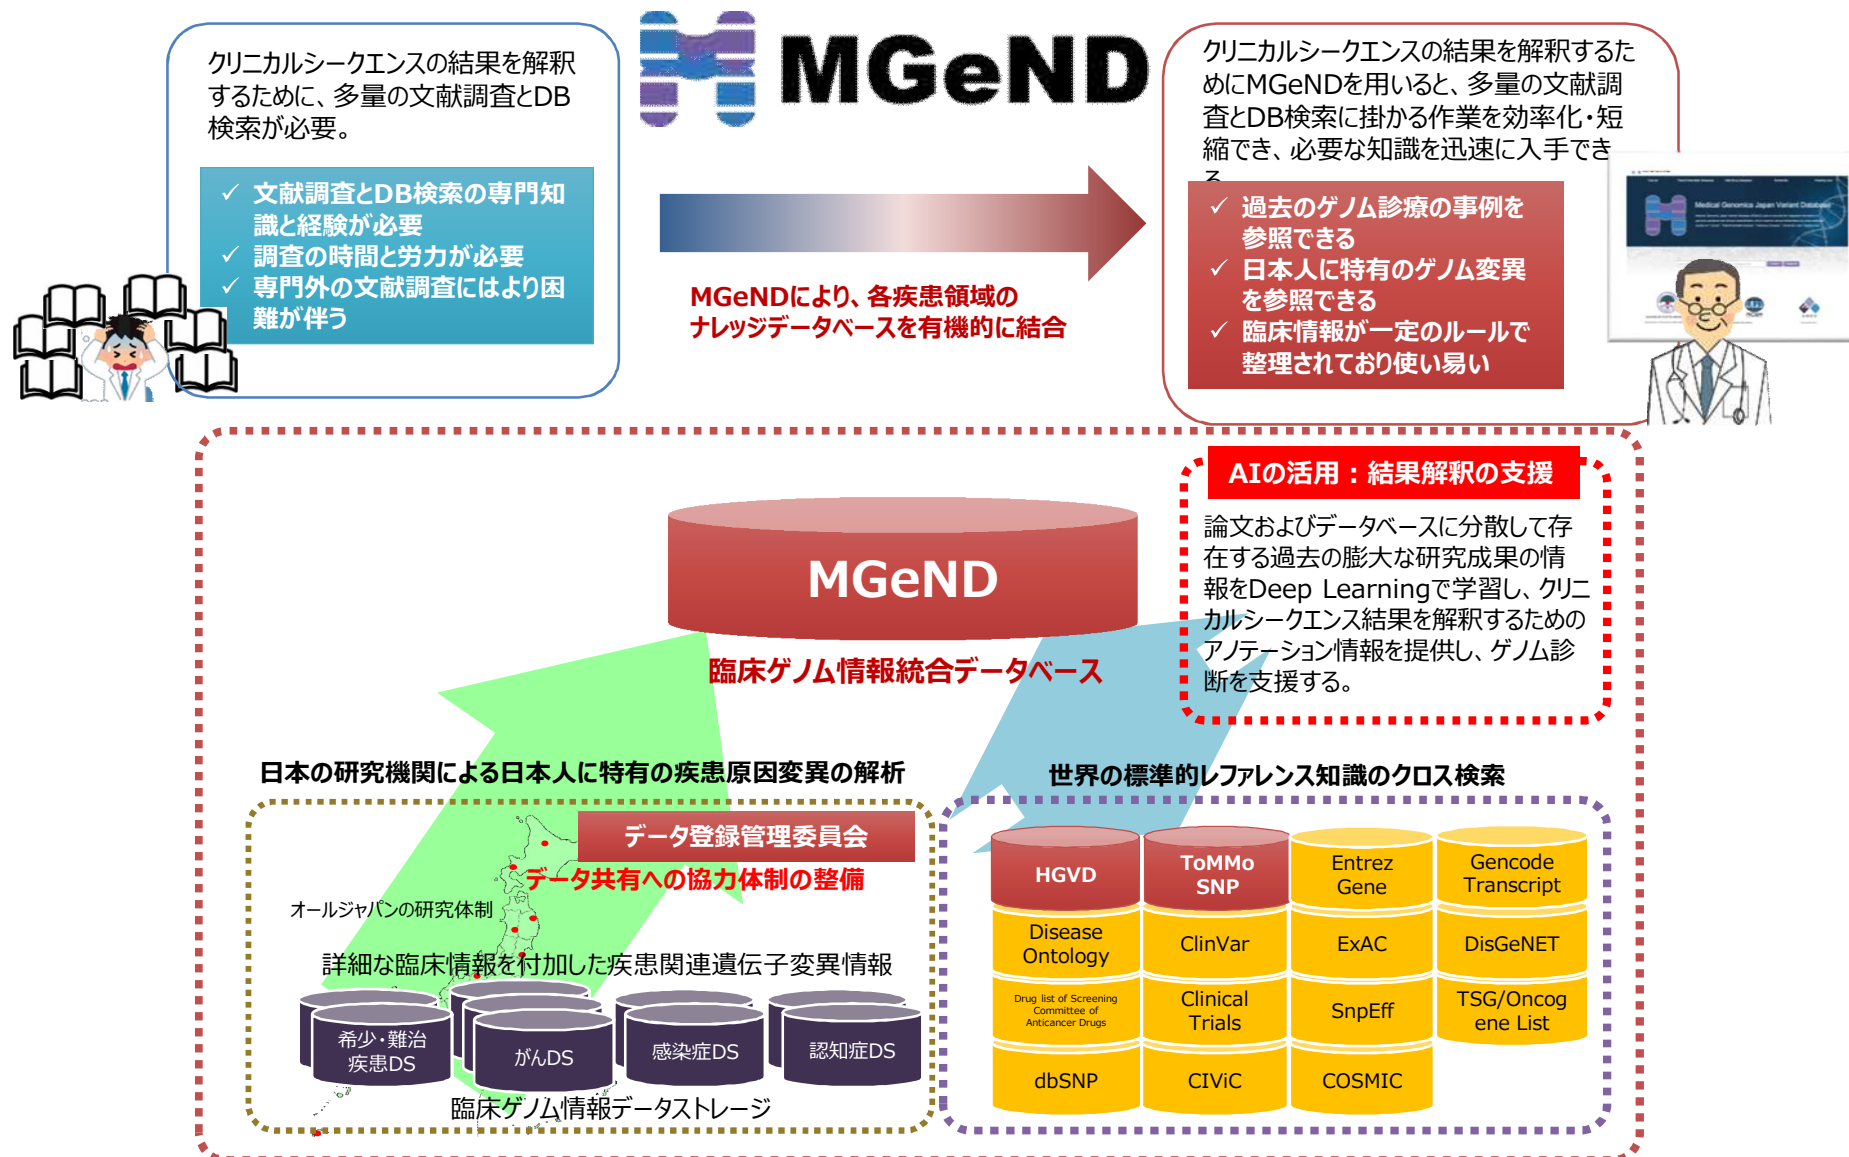 クリニカルシークエンスの結果を解釈
するために、多量の文献調査とDB
検索が必要。
✓ 文献調査とDB検索の専門知
識と経験が必要
✓ 調査の時間と労力が必要
✓ 専門外の文献調査にはより困
難が伴う
MGeND
MGeNDにより、各疾患領域の
ナレッジデータベースを有機的に結合
クリニカルシークエンスの結果を解釈するた
めにMGeNDを用いると、多量の文献調
査とDB検索に掛かる作業を効率化・短
縮でき、必要な知識を迅速に入手でき
る
✓ 過去のゲノム診療の事例を
参照できる
✓ 日本人に特有のゲノム変異
を参照できる
✓ 臨床情報が一定のルールで
整理されており使い易い
Medical Genomics Japan Variant Database
AIの活用：結果解釈の支援
論文およびデータベースに分散して存
在する過去の膨大な研究成果の情
報をDeep Learningで学習し、クリニ
カルシークエンス結果を解釈するための
アノテーション情報を提供し、ゲノム診
断を支援する。
MGeND
臨床ゲノム情報統合データベース
日本の研究機関による日本人に特有の疾患原因変異の解析
データ登録管理委員会
データ共有への協力体制の整備
オールジャパンの研究体制
詳細な臨床情報を付加した疾患関連遺伝子変異情報
希少・難治
疾患DS
がんDS
感染症DS
認知症DS
臨床ゲノム情報データストレージ
世界の標準的レファレンス知識のクロス検索
HGVD
ToMMo
SNP
Entrez
Gene
Gencode
Transcript
Disease
Ontology
ClinVar
ExAC
DisGeNET
Drug list of Screening
Committee of
Anticancer Drugs
Clinical
Trials
SnpEff
TSG/Oncog
ene List
dbSNP
CIViC
COSMIC